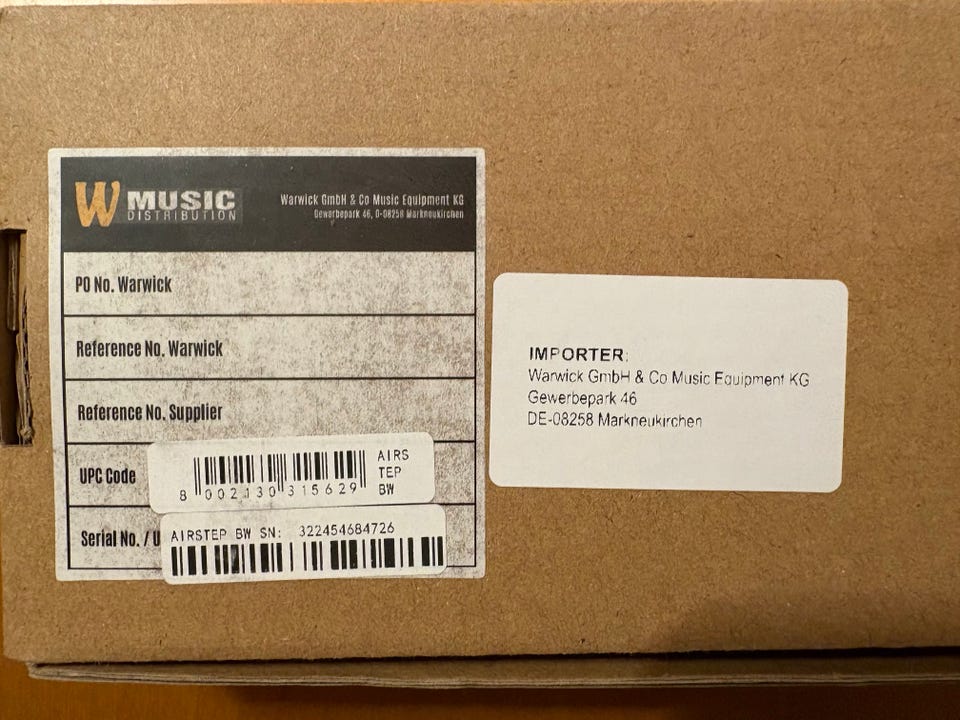 W MUSIC
DISTRIBUTION
Warwick GmbH & Co Music Equipment KG
Gewerbepark 46, D-08258 Markneukirchen
PO No. Warwick
Reference No. Warwick
Reference No. Supplier
UPC Code
8 002130 315629
AIRS
TEP
BW
Serial No. / U
AIRSTEP BW SN: 322454684726
IMPORTER:
Warwick GmbH & Co Music Equipment KG
Gewerbepark 46
DE-08258 Markneukirchen